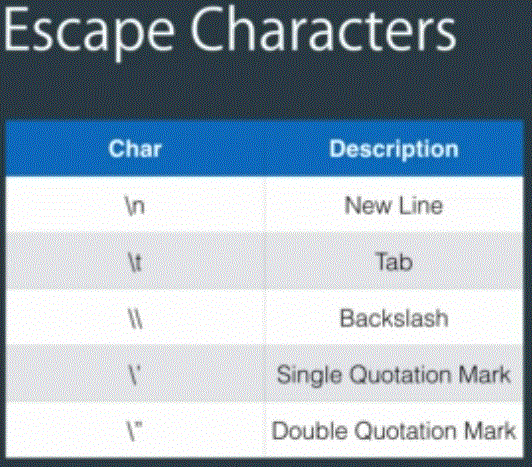 Escape Characters
Char Description
\n New Line
\t Tab
\\ Backslash
\' Single Quotation Mark
\" Double Quotation Mark